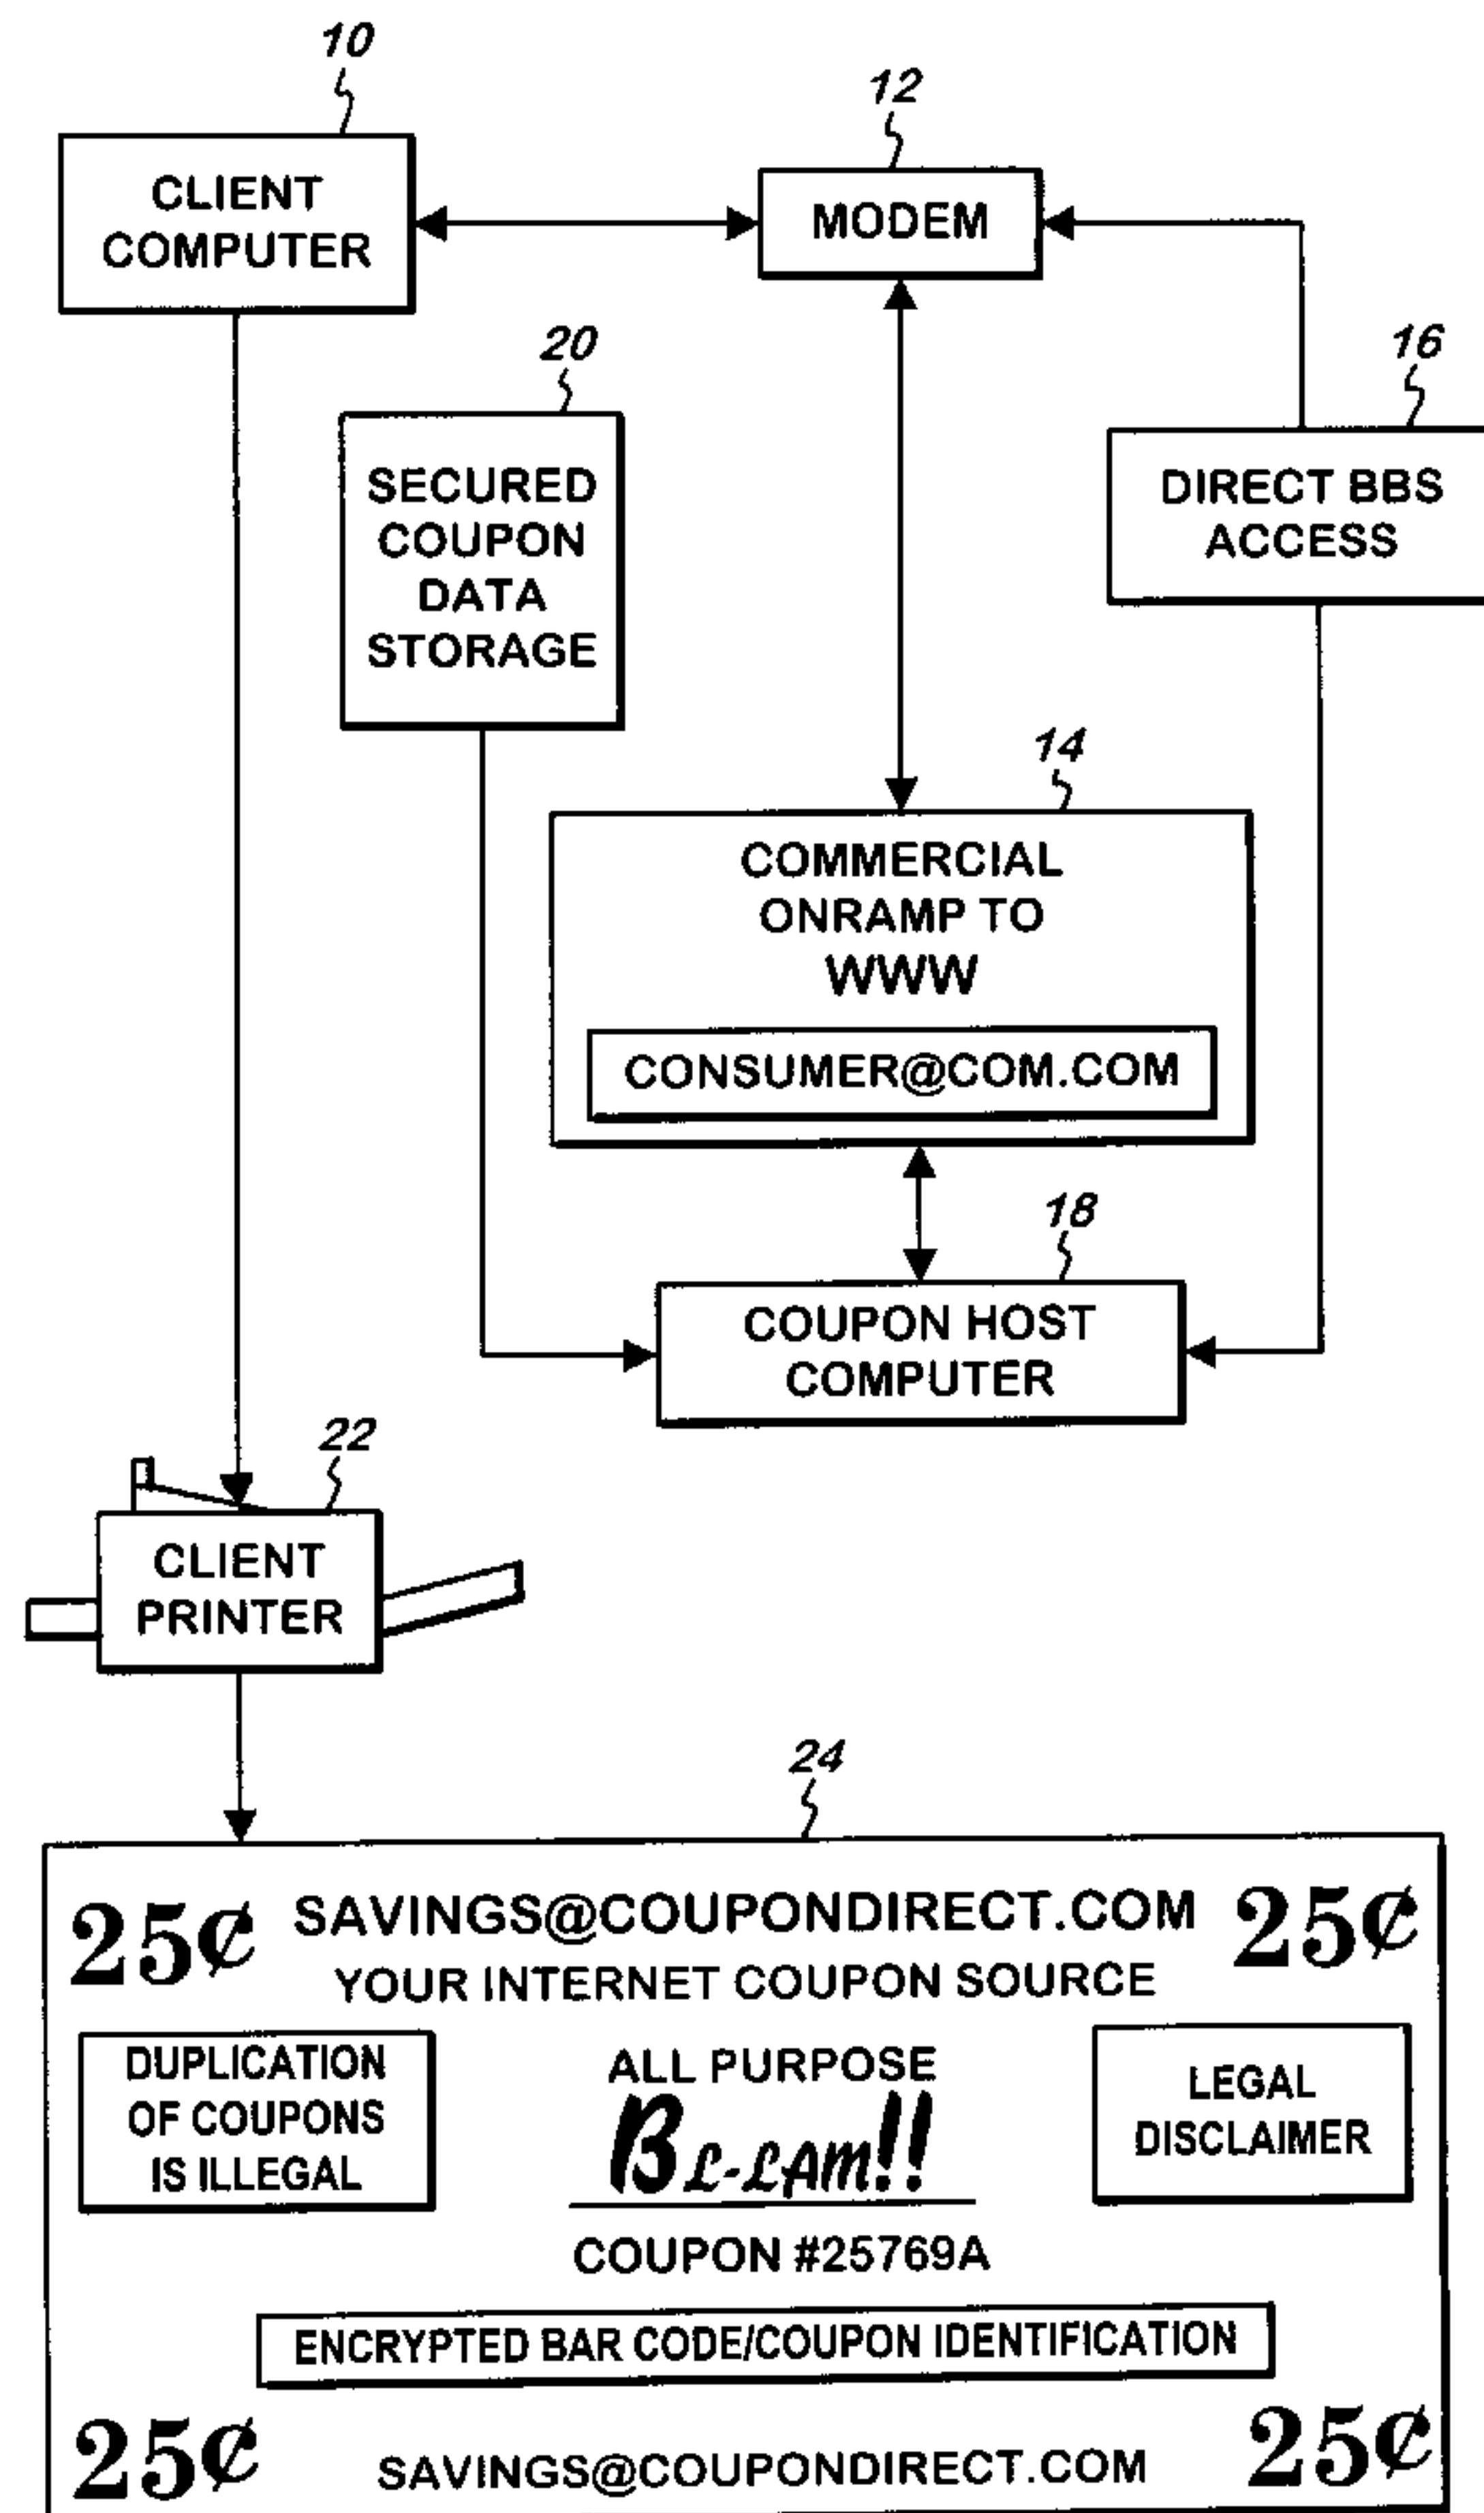 10
12
CLIENT
COMPUTER
MODEM
20
16
SECURED
COUPON
DATA
STORAGE
DIRECT BBS
ACCESS
14
COMMERCIAL
ONRAMP TO
WWW
CONSUMER@COM.COM
18
COUPON HOST
COMPUTER
22
CLIENT
PRINTER
24
25¢ SAVINGS@COUPONDIRECT.COM 25¢
YOUR INTERNET COUPON SOURCE
DUPLICATION
OF COUPONS
IS ILLEGAL
ALL PURPOSE
BL-LAM!!
LEGAL
DISCLAIMER
COUPON #25769A
ENCRYPTED BAR CODE/COUPON IDENTIFICATION
25¢ SAVINGS@COUPONDIRECT.COM 25¢